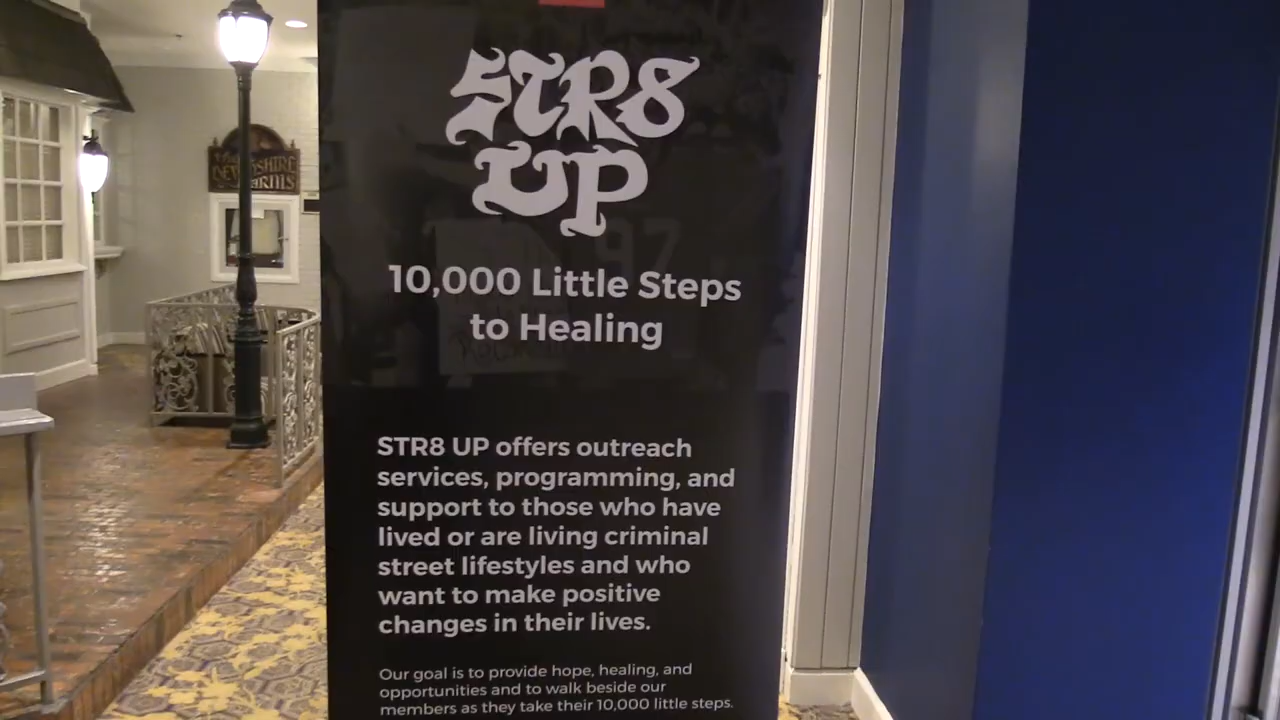 STR8
UP
97
10,000 Little Steps
to Healing
STR8 UP offers outreach
services, programming, and
support to those who have
lived or are living criminal
street lifestyles and who
want to make positive
changes in their lives.
Our goal is to provide hope, healing, and
opportunities and to walk beside our
members as they take their 10,000 little steps.